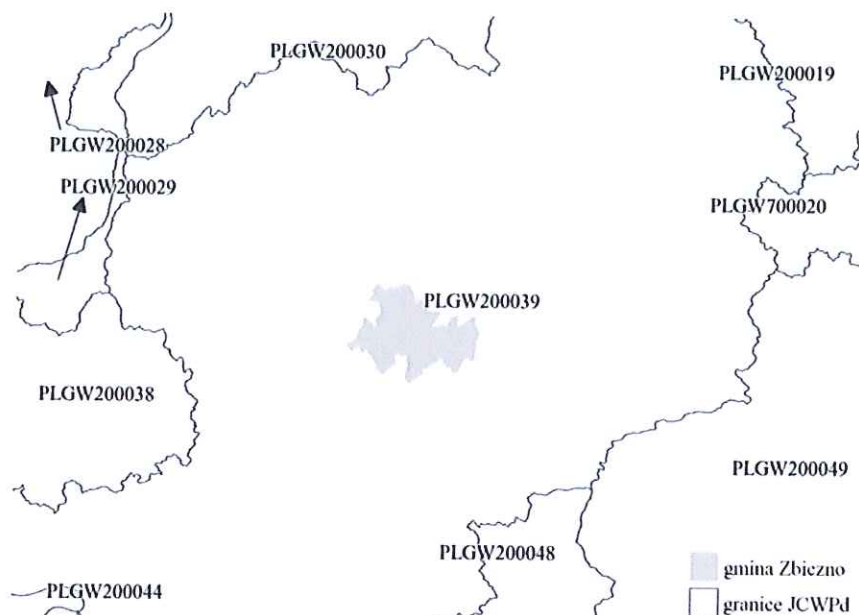 PLGW200030
PLGW200019
PLGW200028
PLGW200029
PLGW700020
PLGW200039
PLGW200038
PLGW200049
PLGW200048
gmina Zbiczno
PLGW200044
granice JCWPd